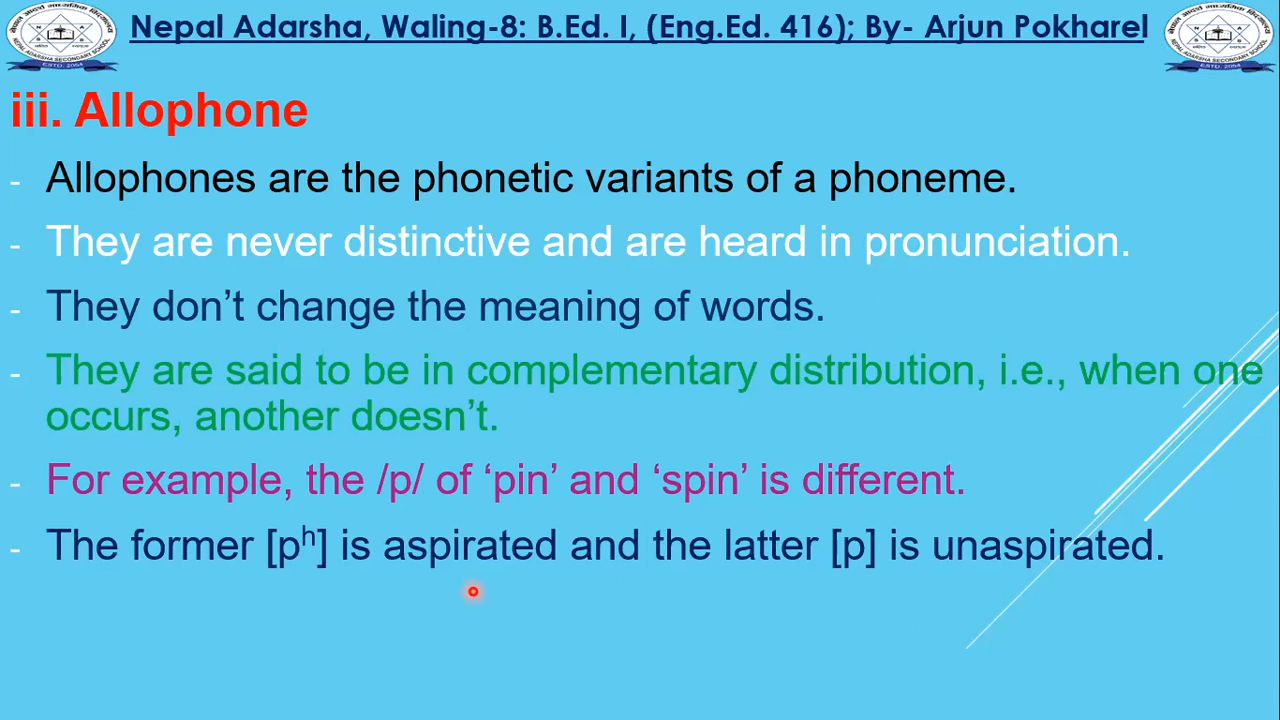 Nepal Adarsha, Waling-8: B.Ed. I, (Eng.Ed. 416); By- Arjun Pokharel
iii. Allophone
- Allophones are the phonetic variants of a phoneme.
- They are never distinctive and are heard in pronunciation.
- They don’t change the meaning of words.
- They are said to be in complementary distribution, i.e., when one
occurs, another doesn’t.
- For example, the /p/ of ‘pin’ and ‘spin’ is different.
- The former [pʰ] is aspirated and the latter [p] is unaspirated.